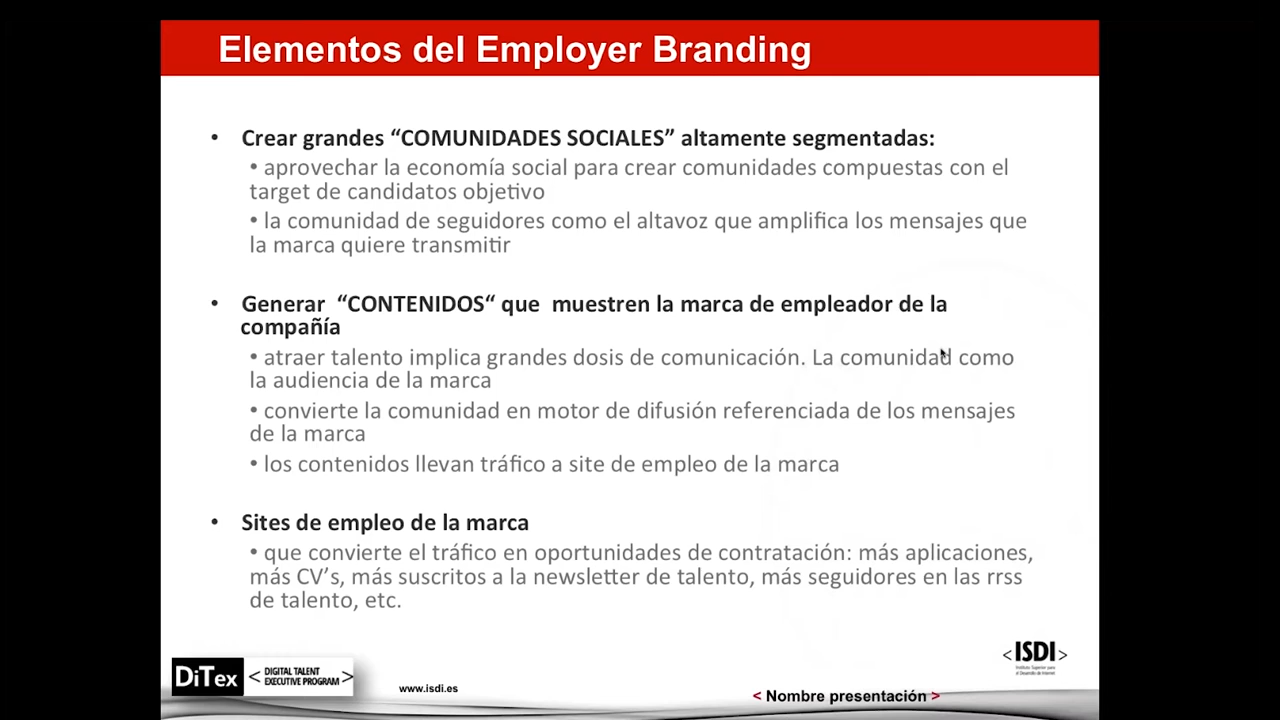 Elementos del Employer Branding
• Crear grandes “COMUNIDADES SOCIALES” altamente segmentadas:
• aprovechar la economía social para crear comunidades compuestas con el
target de candidatos objetivo
• la comunidad de seguidores como el altavoz que amplifica los mensajes que
la marca quiere transmitir
• Generar “CONTENIDOS“ que muestren la marca de empleador de la
compañía
• atraer talento implica grandes dosis de comunicación. La comunidad como
la audiencia de la marca
• convierte la comunidad en motor de difusión referenciada de los mensajes
de la marca
• los contenidos llevan tráfico a site de empleo de la marca
• Sites de empleo de la marca
• que convierte el tráfico en oportunidades de contratación: más aplicaciones,
más CV’s, más suscritos a la newsletter de talento, más seguidores en las rrss
de talento, etc.
DiTex < DIGITAL TALENT
EXECUTIVE PROGRAM >
www.isdi.es
<ISDI>
Instituto Superior para
el Desarrollo de Internet
< Nombre presentación >